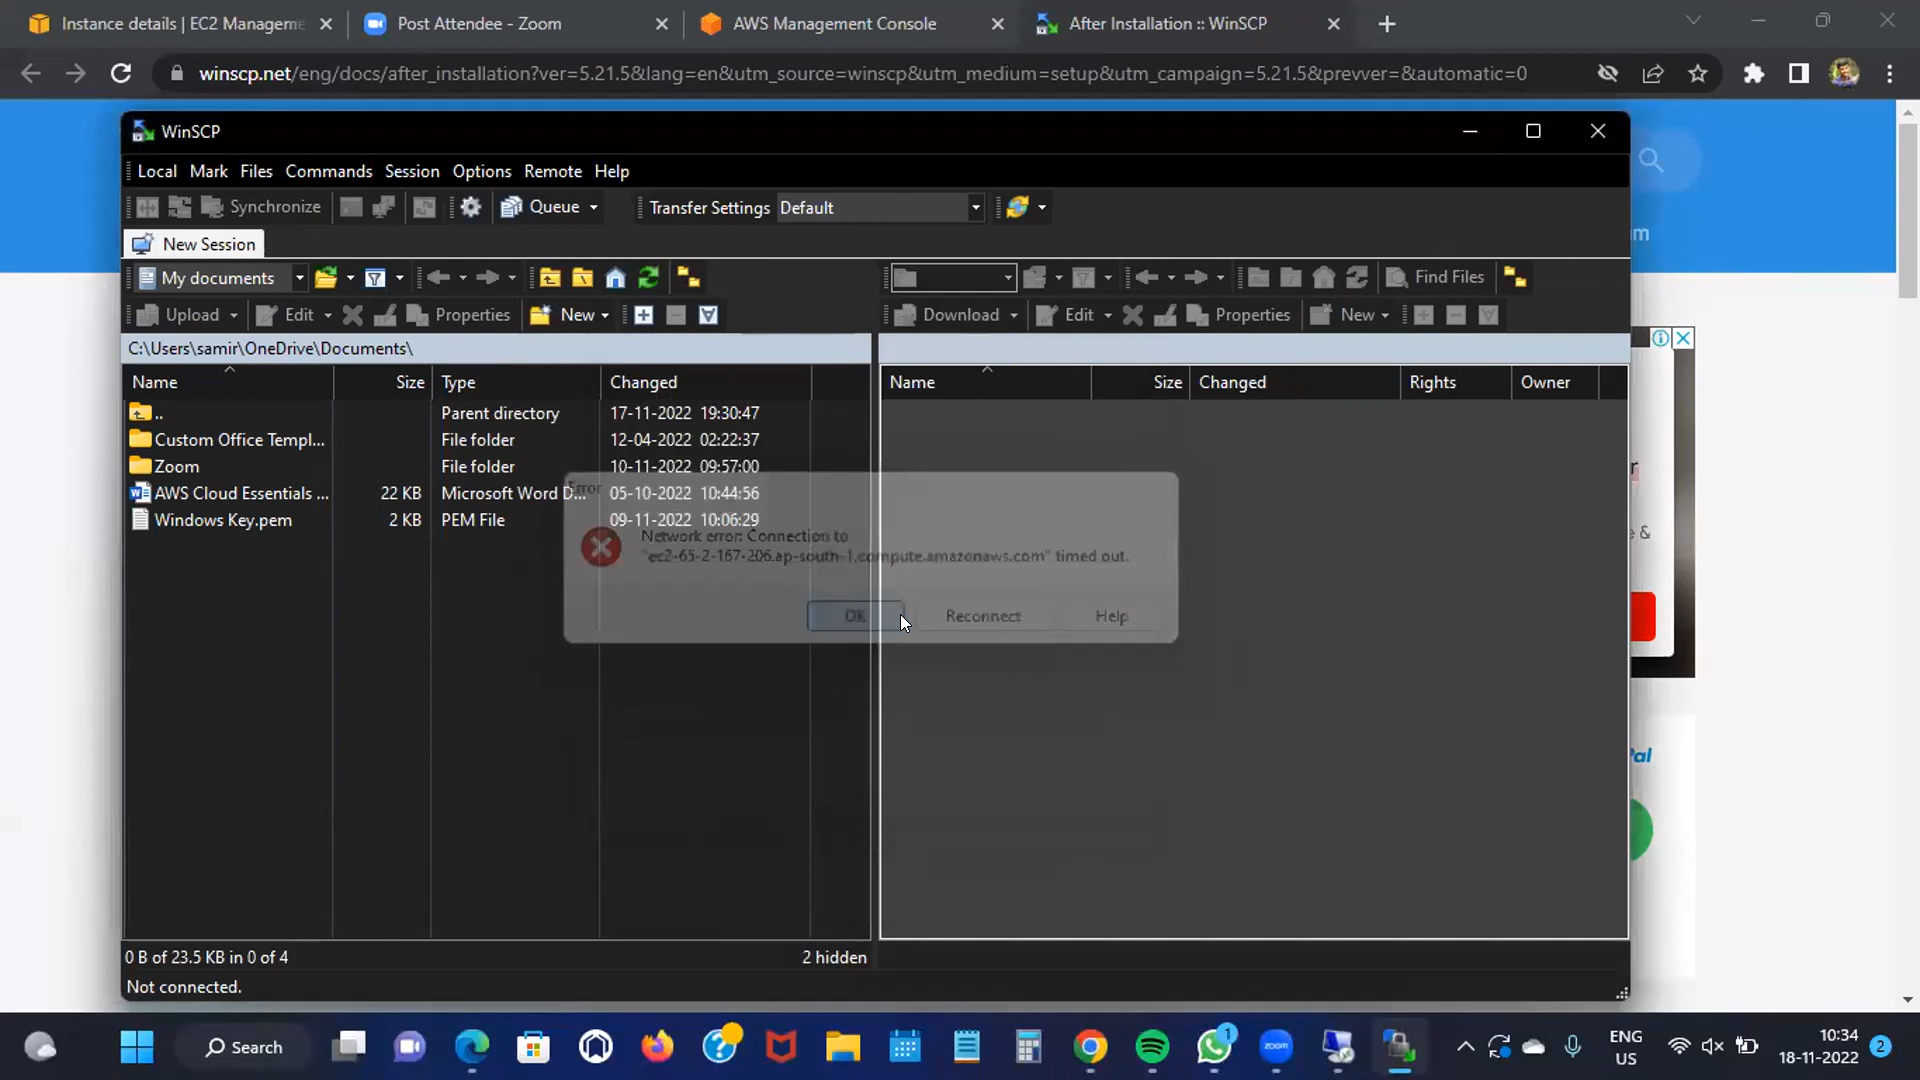 Instance details | EC2 Manageme
Post Attendee - Zoom
AWS Management Console
After Installation :: WinSCP
winscp.net/eng/docs/after_installation?ver=5.21.5&lang=en&utm_source=winscp&utm_medium=setup&utm_campaign=5.21.5&prevver=&automatic=0
WinSCP
Local Mark Files Commands Session Options Remote Help
Synchronize Queue Transfer Settings Default
New Session
My documents Find Files
Upload Edit Properties New Download Edit Properties New
C:\Users\samir\OneDrive\Documents\
Name Size Type Changed Name Size Changed Rights Owner
.. Parent directory 17-11-2022 19:30:47
Custom Office Templ... File folder 12-04-2022 02:22:37
Zoom File folder 10-11-2022 09:57:00
AWS Cloud Essentials ... 22 KB Microsoft Word D... 05-10-2022 10:44:56
Windows Key.pem 2 KB PEM File 09-11-2022 10:06:29
Error
Network error: Connection to
"ec2-65-2-167-206.ap-south-1.compute.amazonaws.com" timed out.
OK Reconnect Help
0 B of 23.5 KB in 0 of 4 2 hidden
Not connected.
m
r
&
Pal
Search
1
zoom
ENG
US
10:34
18-11-2022
2